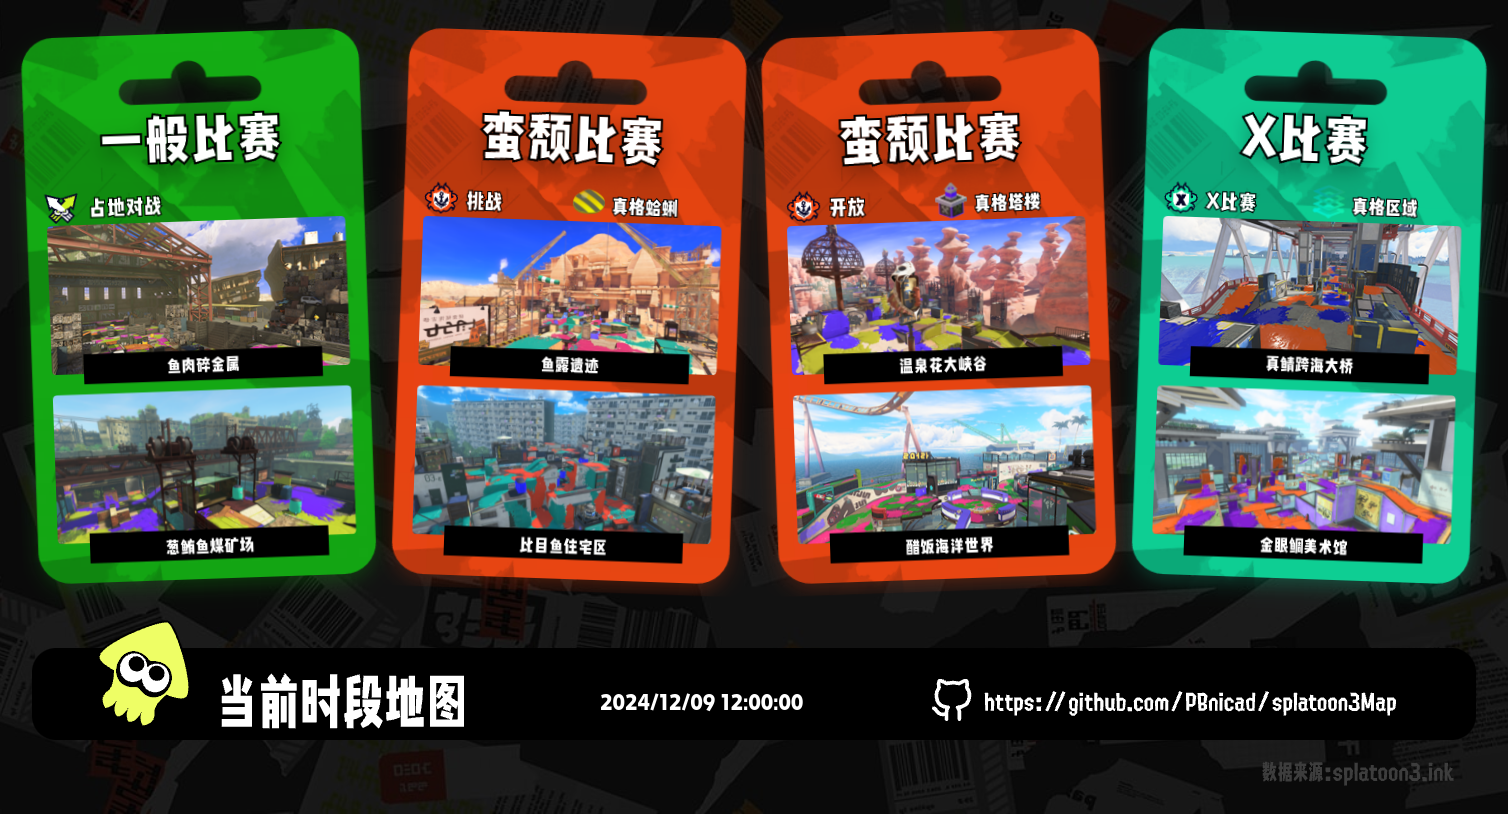 一般比赛
占地对战
鱼肉碎金属
葱鲔鱼煤矿场
蛮颓比赛
挑战
真格蛤蜊
鱼露遗迹
比目鱼住宅区
蛮颓比赛
开放
真格塔楼
温泉花大峡谷
醋饭海洋世界
X比赛
X比赛
真格区域
真鲭跨海大桥
金眼鲷美术馆
当前时段地图
2024/12/09 12:00:00
https://github.com/PBnicad/splatoon3Map
数据来源:splatoon3.ink